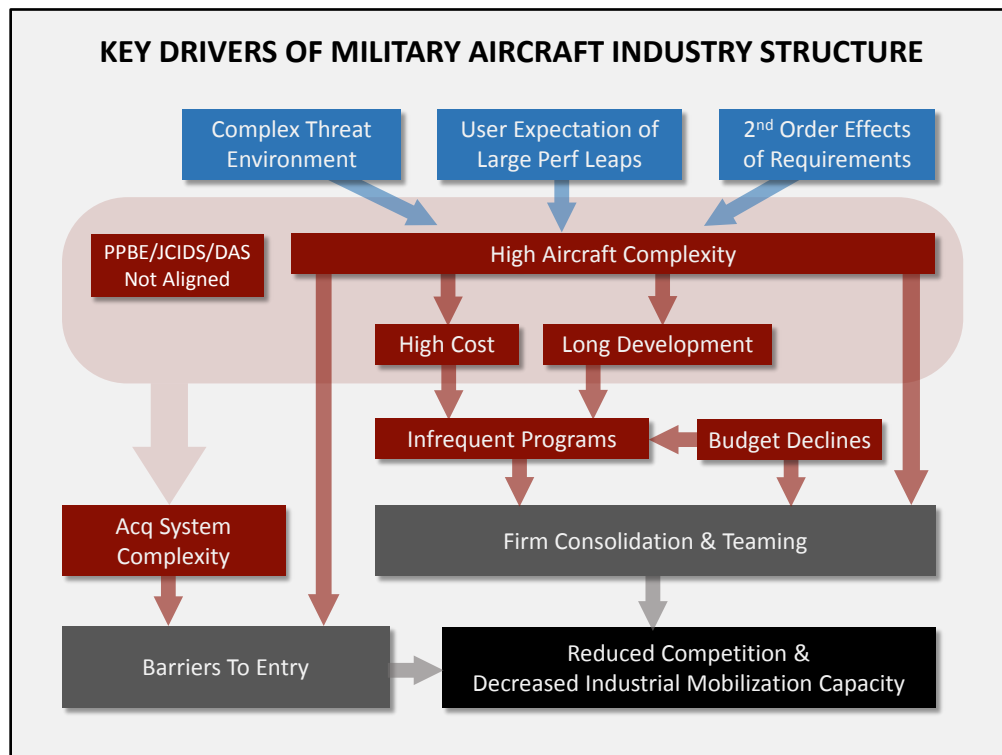 KEY DRIVERS OF MILITARY AIRCRAFT INDUSTRY STRUCTURE
Complex Threat
Environment
User Expectation of
Large Perf Leaps
2nd Order Effects
of Requirements
PPBE/JCIDS/DAS
Not Aligned
High Aircraft Complexity
High Cost
Long Development
Infrequent Programs
Budget Declines
Acq System
Complexity
Firm Consolidation & Teaming
Barriers To Entry
Reduced Competition &
Decreased Industrial Mobilization Capacity